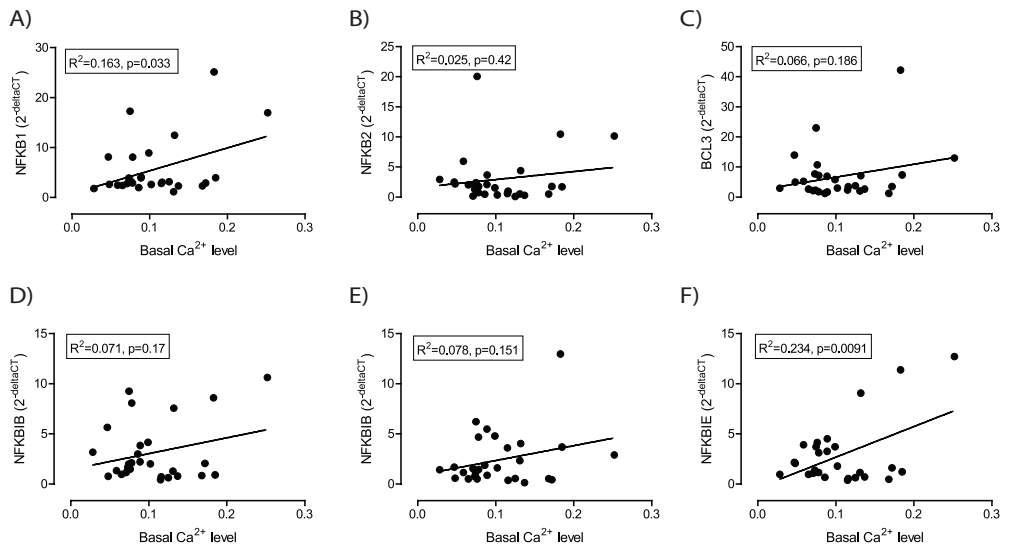 A)
R²=0.163, p=0.033
NFKB1 (2^-deltaCT)
30
20
10
0
0.0 0.1 0.2 0.3
Basal Ca²⁺ level
B)
R²=0.025, p=0.42
NFKB2 (2^-deltaCT)
25
20
15
10
5
0
0.0 0.1 0.2 0.3
Basal Ca²⁺ level
C)
R²=0.066, p=0.186
BCL3 (2^-deltaCT)
50
40
30
20
10
0
0.0 0.1 0.2 0.3
Basal Ca²⁺ level
D)
R²=0.071, p=0.17
NFKBIB (2^-deltaCT)
15
10
5
0
0.0 0.1 0.2 0.3
Basal Ca²⁺ level
E)
R²=0.078, p=0.151
NFKBIB (2^-deltaCT)
15
10
5
0
0.0 0.1 0.2 0.3
Basal Ca²⁺ level
F)
R²=0.234, p=0.0091
NFKBIE (2^-deltaCT)
15
10
5
0
0.0 0.1 0.2 0.3
Basal Ca²⁺ level